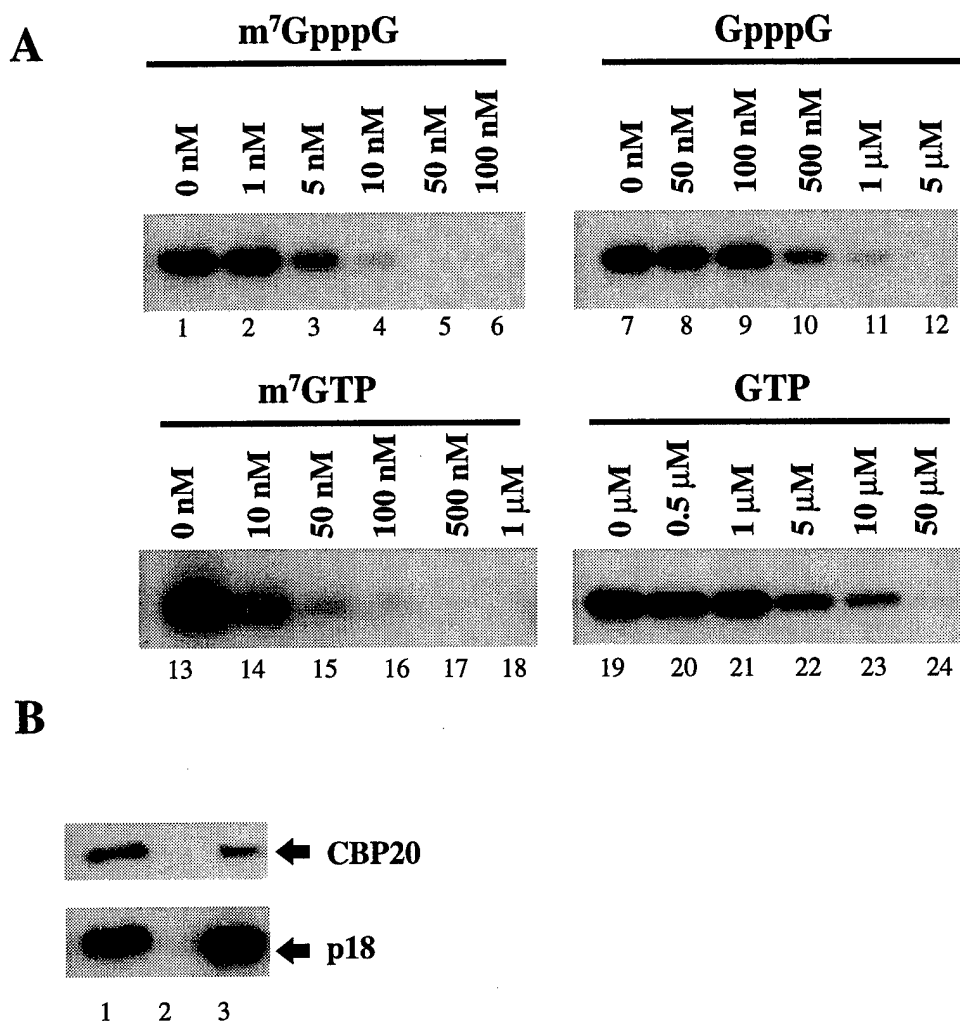 A
m⁷GpppG
GpppG
0 nM 1 nM 5 nM 10 nM 50 nM 100 nM
0 nM 50 nM 100 nM 500 nM 1 µM 5 µM
1 2 3 4 5 6
7 8 9 10 11 12
m⁷GTP
GTP
0 nM 10 nM 50 nM 100 nM 500 nM 1 µM
0 µM 0.5 µM 1 µM 5 µM 10 µM 50 µM
13 14 15 16 17 18
19 20 21 22 23 24
B
CBP20
p18
1 2 3